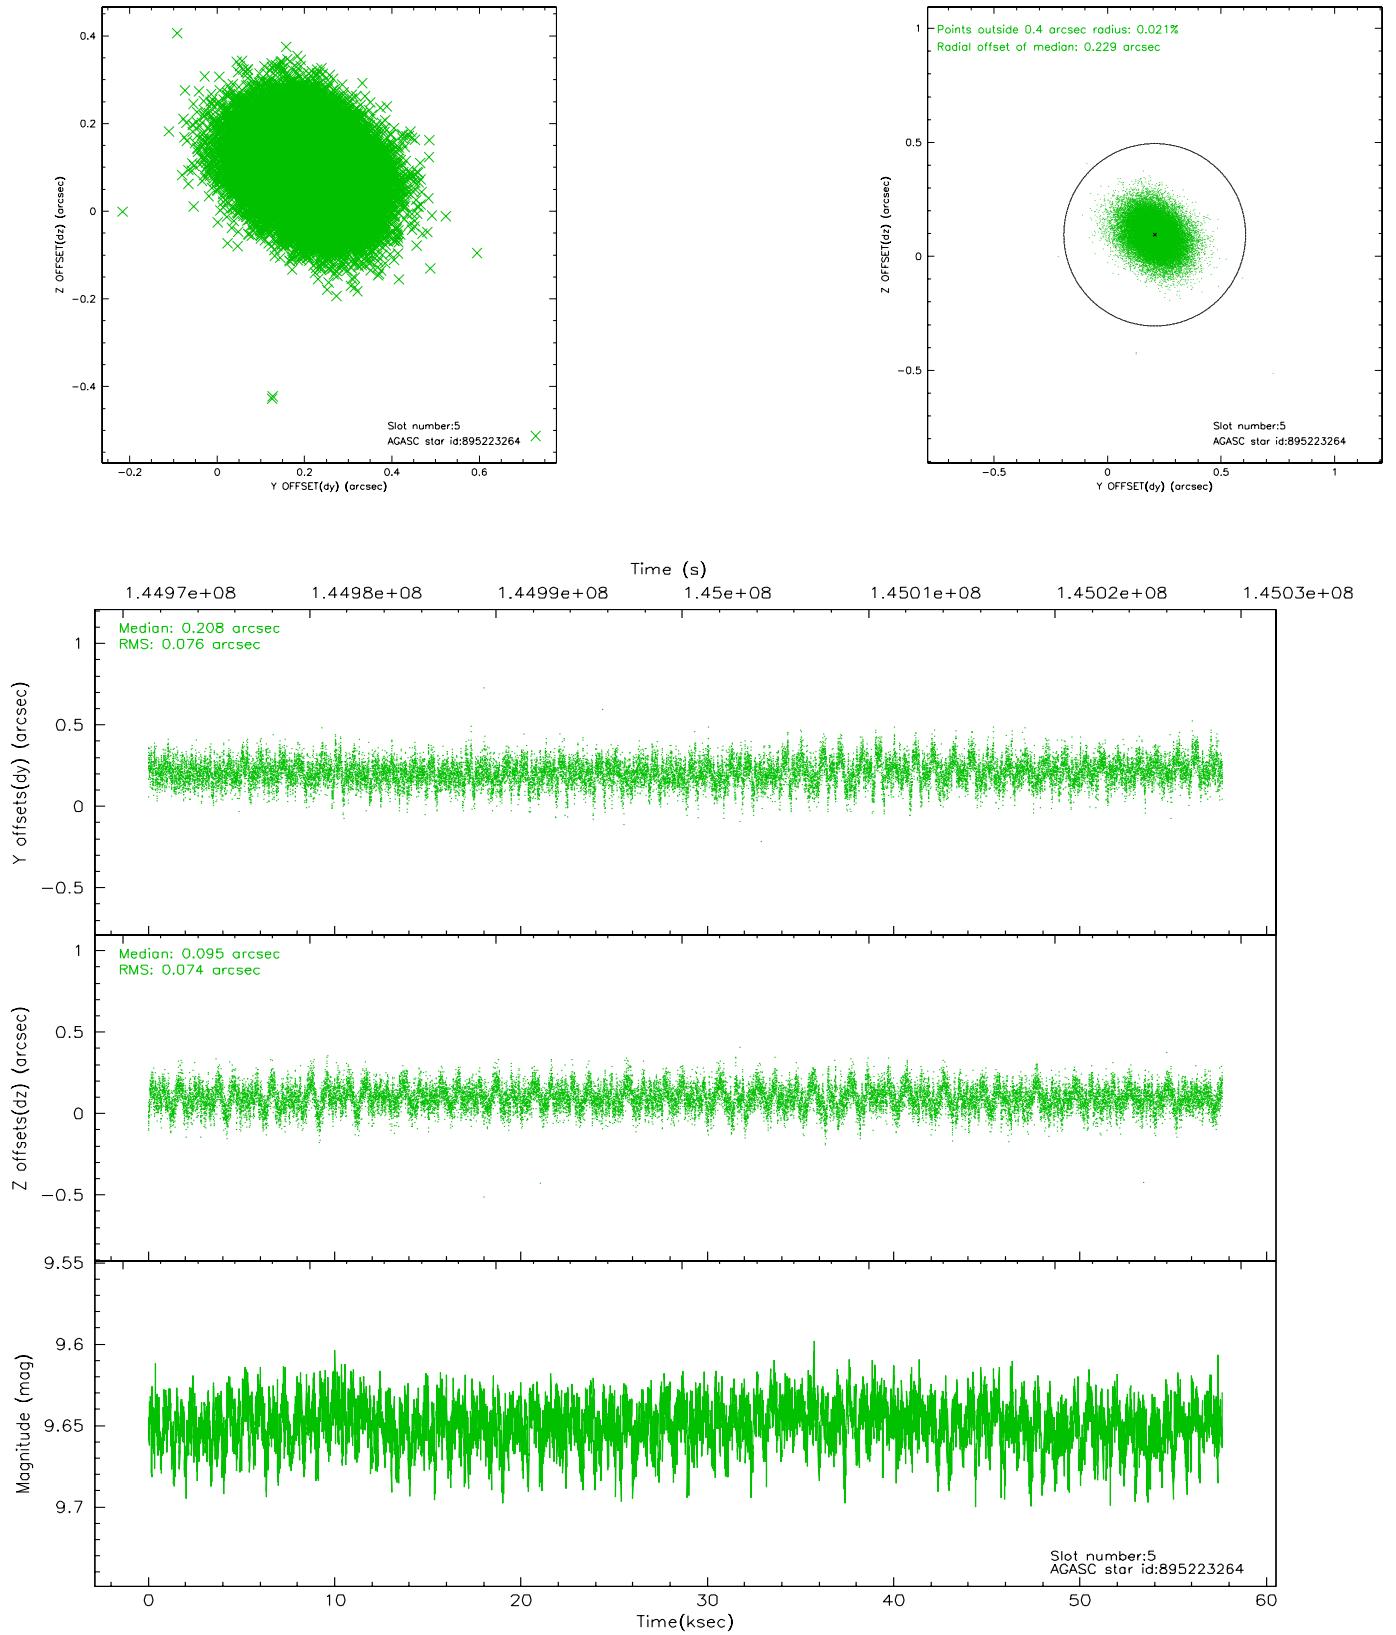 0.4
0.2
0
−0.2
−0.4
Z OFFSET(dz) (arcsec)
Slot number:5
AGASC star id:895223264
−0.2 0 0.2 0.4 0.6
Y OFFSET(dy) (arcsec)
Points outside 0.4 arcsec radius: 0.021%
Radial offset of median: 0.229 arcsec
1
0.5
0
−0.5
Z OFFSET(dz) (arcsec)
Slot number:5
AGASC star id:895223264
−0.5 0 0.5 1
Y OFFSET(dy) (arcsec)
Time (s)
1.4497e+08 1.4498e+08 1.4499e+08 1.45e+08 1.4501e+08 1.4502e+08 1.4503e+08
Median: 0.208 arcsec
RMS: 0.076 arcsec
1
0.5
0
−0.5
Y offsets(dy) (arcsec)
Median: 0.095 arcsec
RMS: 0.074 arcsec
1
0.5
0
−0.5
Z offsets(dz) (arcsec)
9.55
9.6
9.65
9.7
Magnitude (mag)
Slot number:5
AGASC star id:895223264
0 10 20 30 40 50 60
Time(ksec)